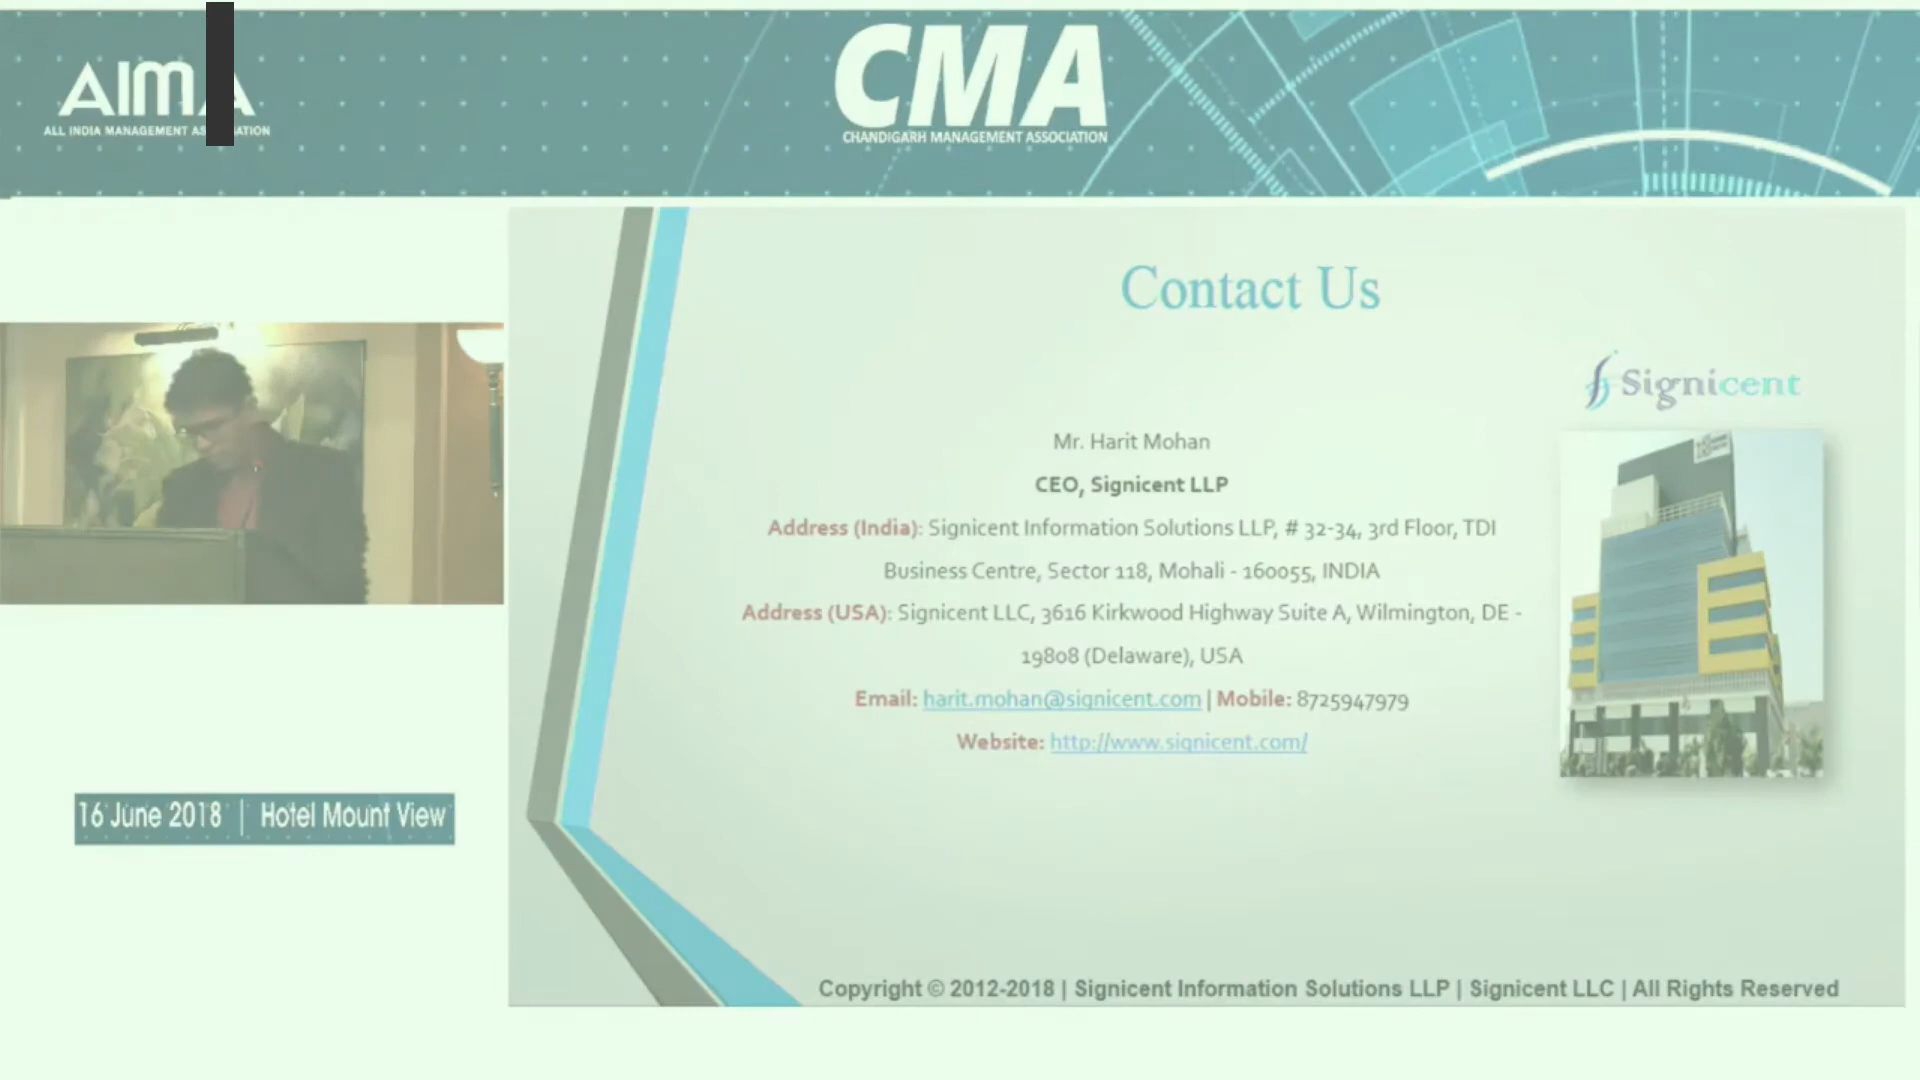 AIMA
ALL INDIA MANAGEMENT
CMA
CHANDIGARH MANAGEMENT ASSOCIATION
Contact Us
Signicent
Mr. Harit Mohan
CEO, Signicent LLP
Address (India): Signicent Information Solutions LLP, # 32-34, 3rd Floor, TDI
Business Centre, Sector 118, Mohali - 160055, INDIA
Address (USA): Signicent LLC, 3616 Kirkwood Highway Suite A, Wilmington, DE -
19808 (Delaware), USA
Email: harit.mohan@signicent.com | Mobile: 8725947979
Website: http://www.signicent.com/
16 June 2018 | Hotel Mount View
Copyright © 2012-2018 | Signicent Information Solutions LLP | Signicent LLC | All Rights Reserved